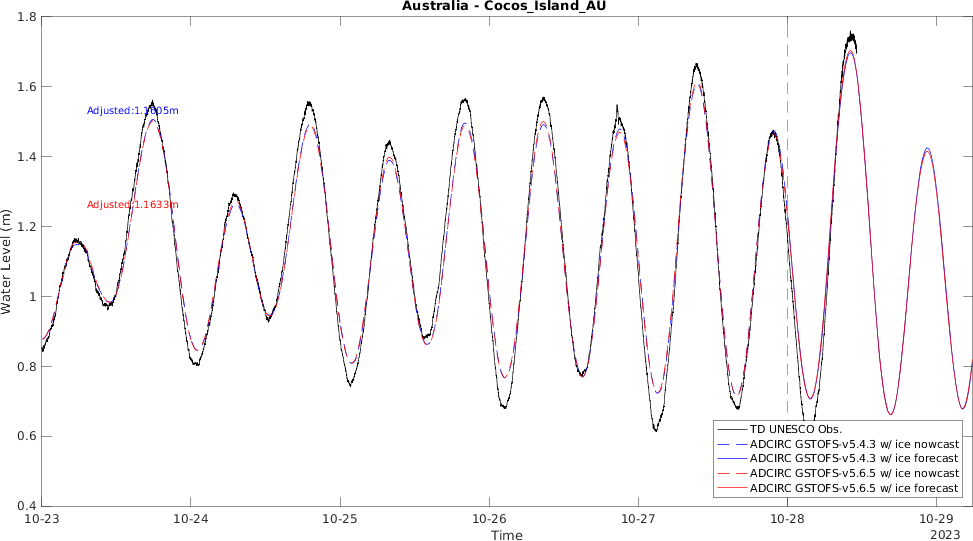 Australia - Cocos_Island_AU
1.8
1.6
Adjusted:1.1605m
1.4
Adjusted:1.1633m
1.2
Water Level (m)
1
0.8
0.6
TD UNESCO Obs.
ADCIRC GSTOFS-v5.4.3 w/ ice nowcast
ADCIRC GSTOFS-v5.4.3 w/ ice forecast
ADCIRC GSTOFS-v5.6.5 w/ ice nowcast
ADCIRC GSTOFS-v5.6.5 w/ ice forecast
0.4
10-23 10-24 10-25 10-26 10-27 10-28 10-29
Time 2023